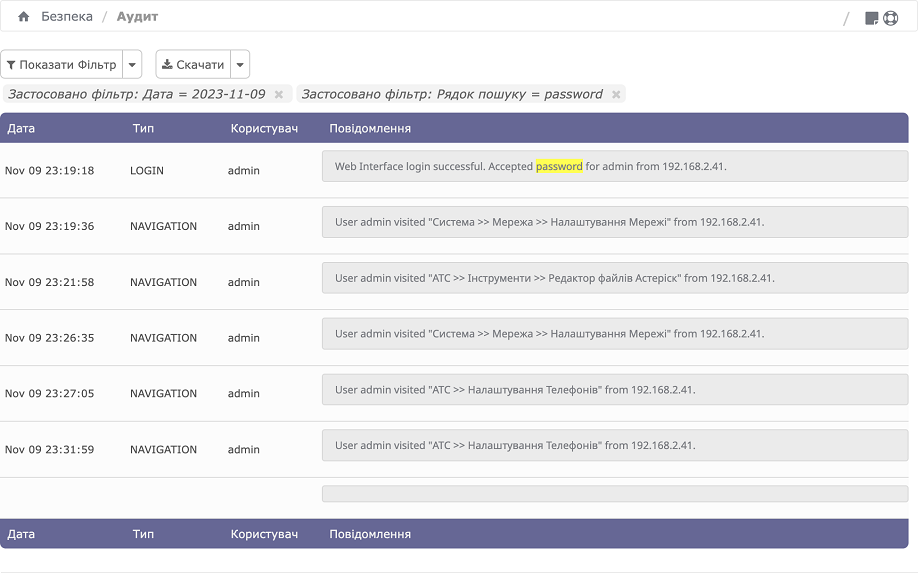 Безпека / Аудит /
Показати Фільтр Скачати
Застосовано фільтр: Дата = 2023-11-09 × Застосовано фільтр: Рядок пошуку = password ×
Дата Тип Користувач Повідомлення
Nov 09 23:19:18 LOGIN admin Web Interface login successful. Accepted password for admin from 192.168.2.41.
Nov 09 23:19:36 NAVIGATION admin User admin visited "Система >> Мережа >> Налаштування Мережі" from 192.168.2.41.
Nov 09 23:21:58 NAVIGATION admin User admin visited "АТС >> Інструменти >> Редактор файлів Астеріск" from 192.168.2.41.
Nov 09 23:26:35 NAVIGATION admin User admin visited "Система >> Мережа >> Налаштування Мережі" from 192.168.2.41.
Nov 09 23:27:05 NAVIGATION admin User admin visited "АТС >> Налаштування Телефонів" from 192.168.2.41.
Nov 09 23:31:59 NAVIGATION admin User admin visited "АТС >> Налаштування Телефонів" from 192.168.2.41.
Дата Тип Користувач Повідомлення